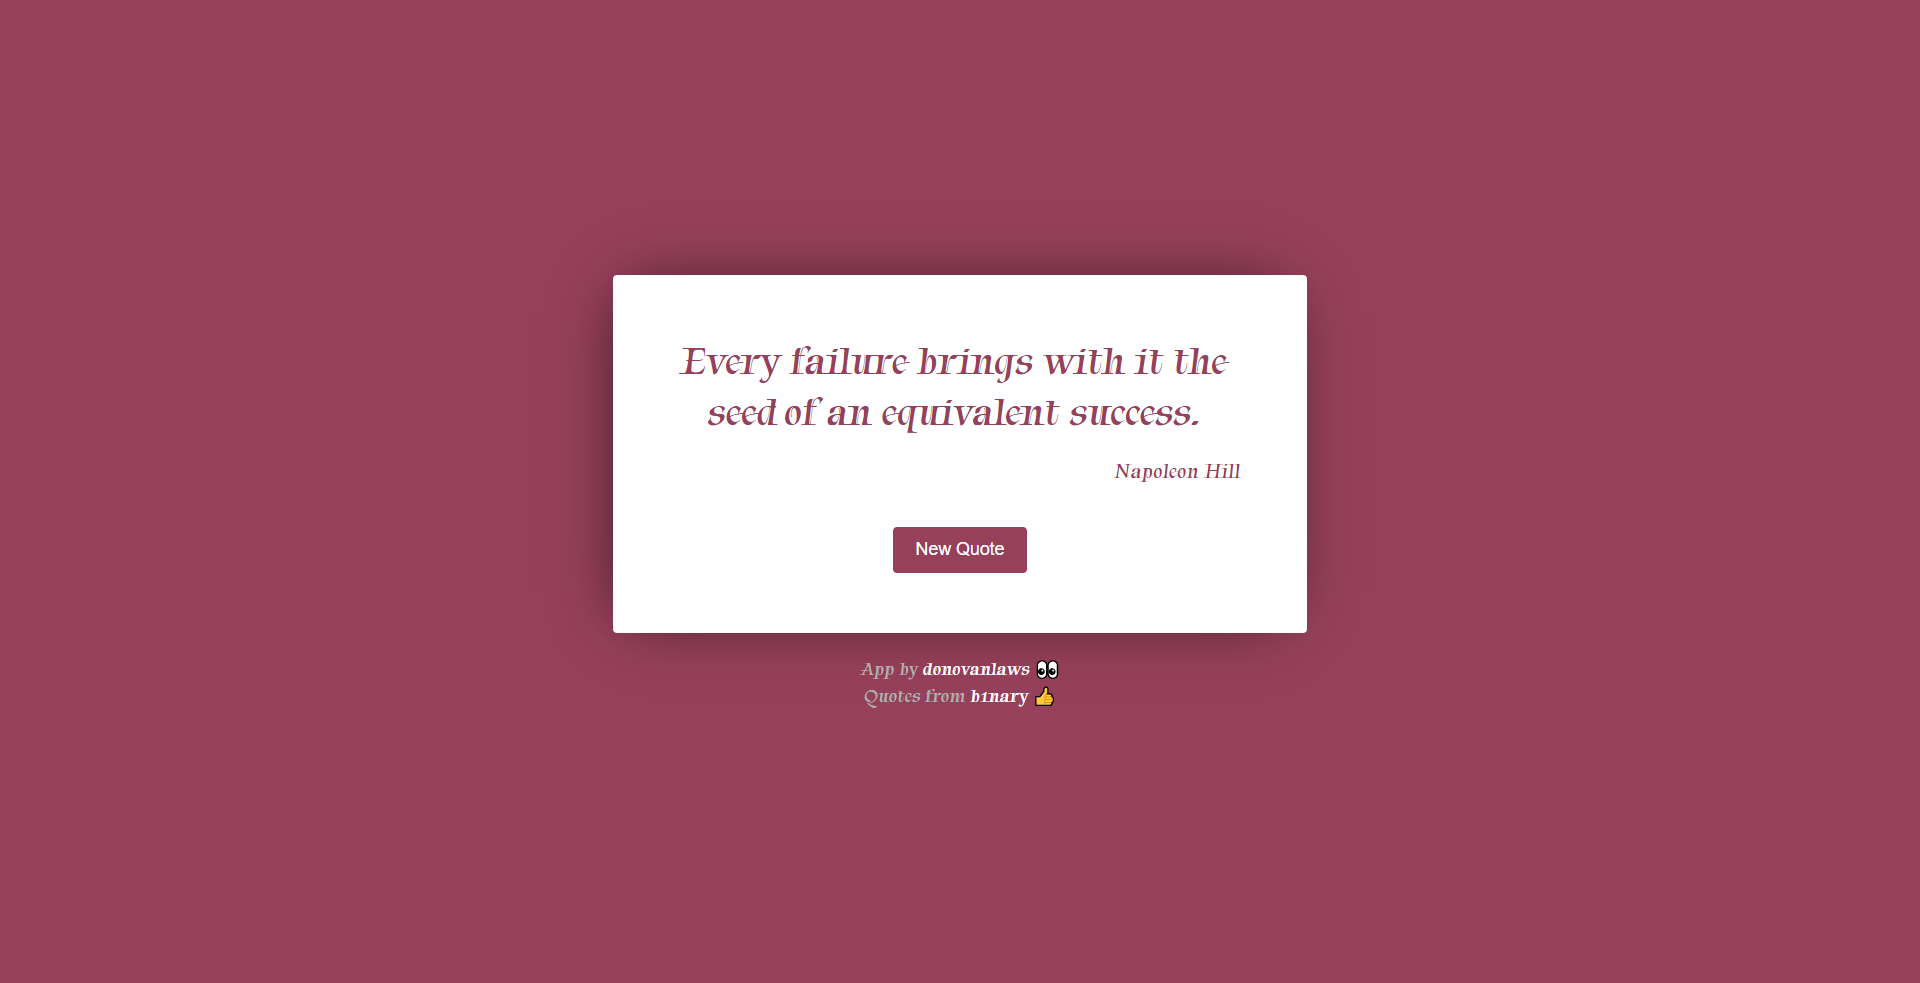 Every failure brings with it the
seed of an equivalent success.
Napoleon Hill
New Quote
App by donovanlaws 👀
Quotes from b1nary 👍